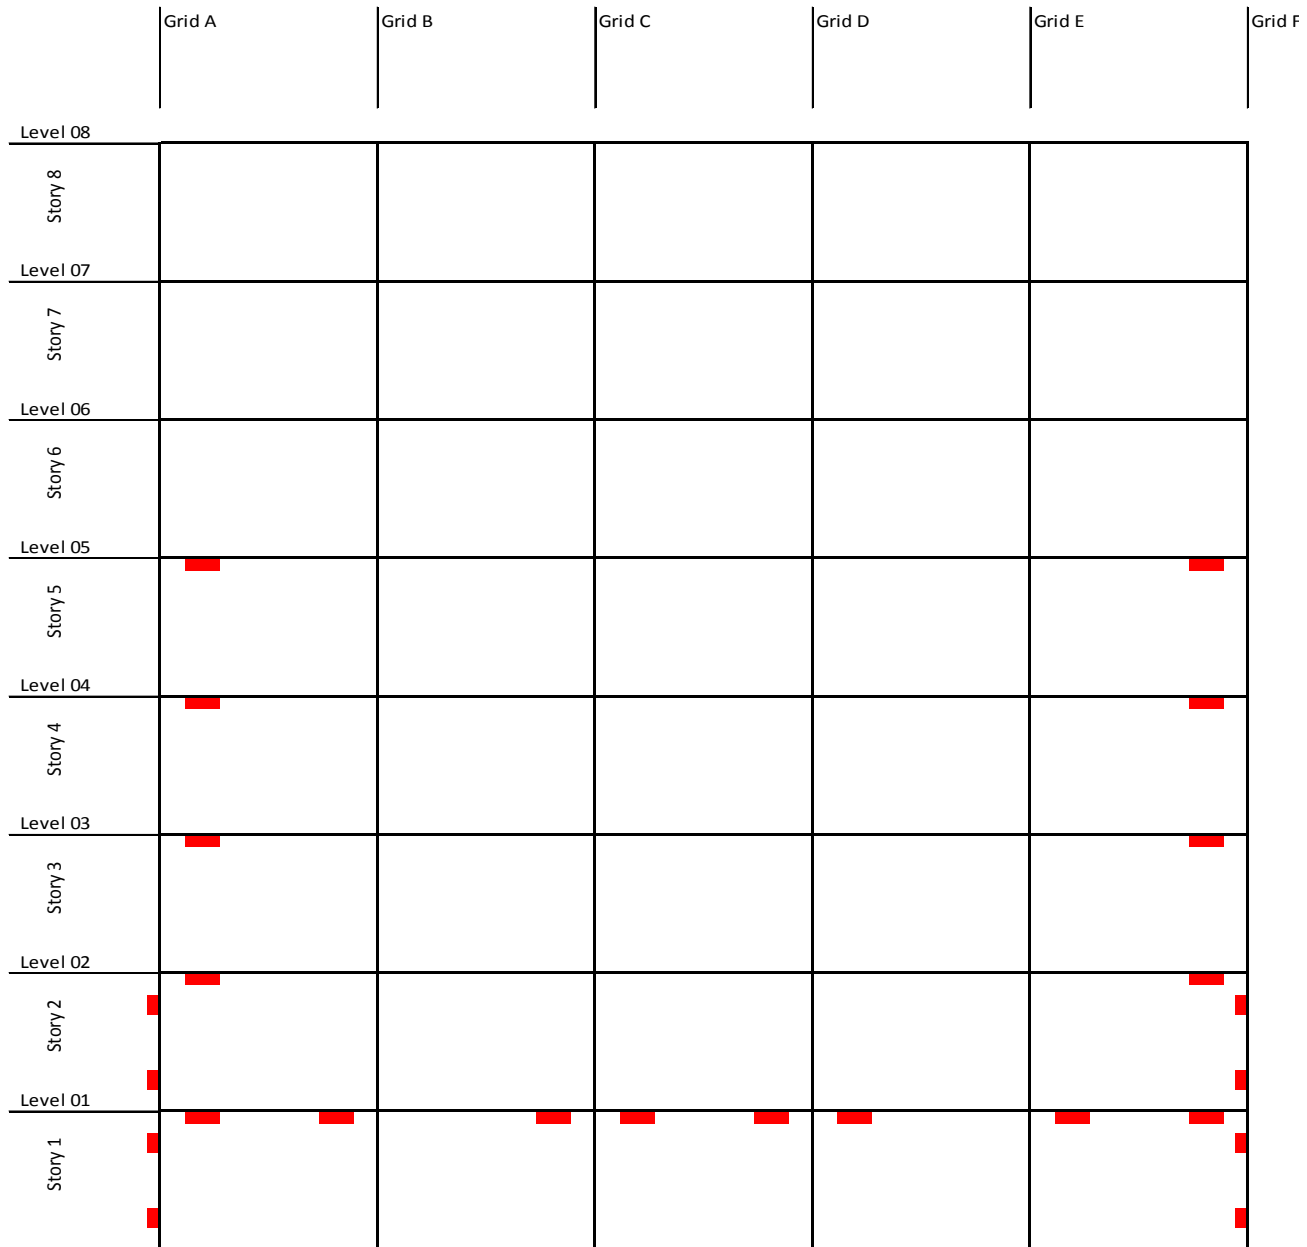 Grid A
Grid B
Grid C
Grid D
Grid E
Grid F
Level 08
Story 8
Level 07
Story 7
Level 06
Story 6
Level 05
Story 5
Level 04
Story 4
Level 03
Story 3
Level 02
Story 2
Level 01
Story 1